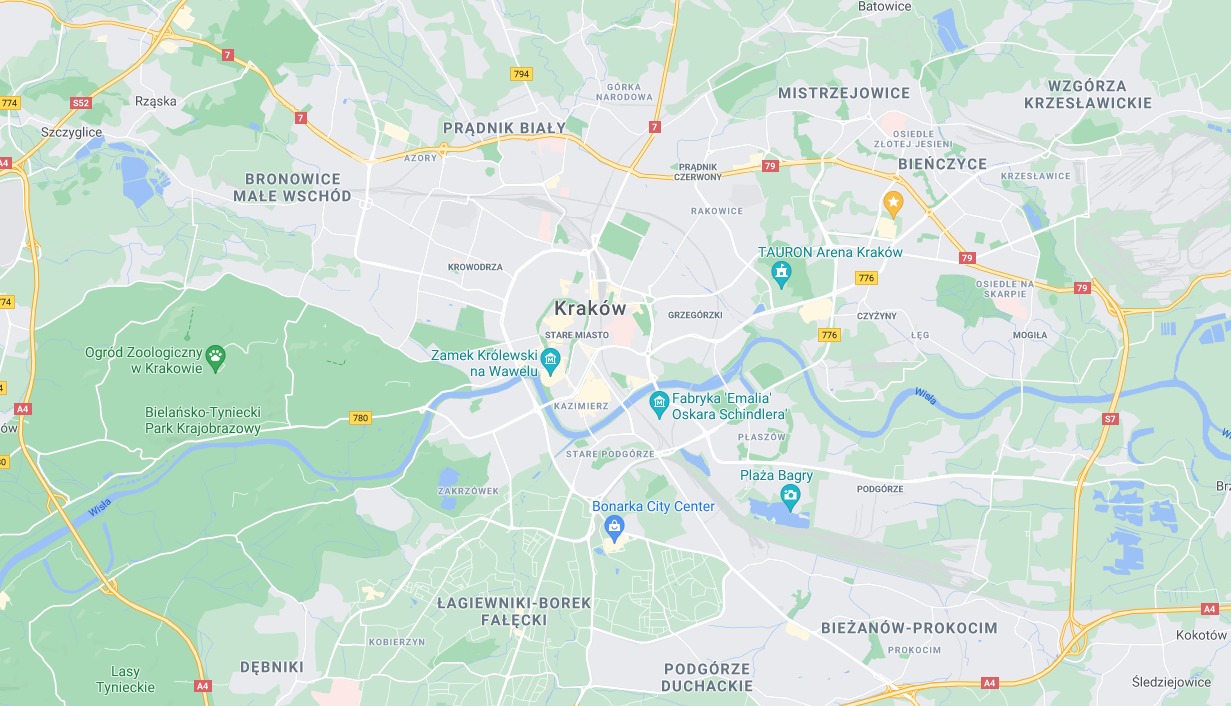 Batowice
7
794
GÓRKA
NARODOWA
MISTRZEJOWICE
WZGÓRZA
KRZESŁAWICKIE
774
S52
Rząska
7
Szczyglice
PRĄDNIK BIAŁY
7
OSIEDLE
ZŁOTEJ JESIENI
A4
AZORY
PRĄDNIK
CZERWONY
79
BIEŃCZYCE
BRONOWICE
MAŁE WSCHÓD
KRZESŁAWICE
RAKOWICE
TAURON Arena Kraków
79
KROWODRZA
776
OSIEDLE NA
SKARPIE
79
774
Kraków
GRZEGÓRZKI
CZYŻYNY
STARE MIASTO
776
ŁĘG
MOGIŁA
Ogród Zoologiczny
w Krakowie
Zamek Królewski
na Wawelu
Wisła
A4
Bielańsko-Tyniecki
Park Krajobrazowy
780
KAZIMIERZ
Fabryka 'Emalia'
Oskara Schindlera'
S7
ów
PŁASZÓW
STARE PODGÓRZE
Plaża Bagry
PODGÓRZE
ZAKRZÓWEK
Wisła
Bonarka City Center
ŁAGIEWNIKI-BOREK
FAŁĘCKI
A4
BIEŻANÓW-PROKOCIM
Kokotów
KOBIERZYN
PROKOCIM
DĘBNIKI
PODGÓRZE
DUCHACKIE
Lasy
Tynieckie
A4
A4
Śledziejowice